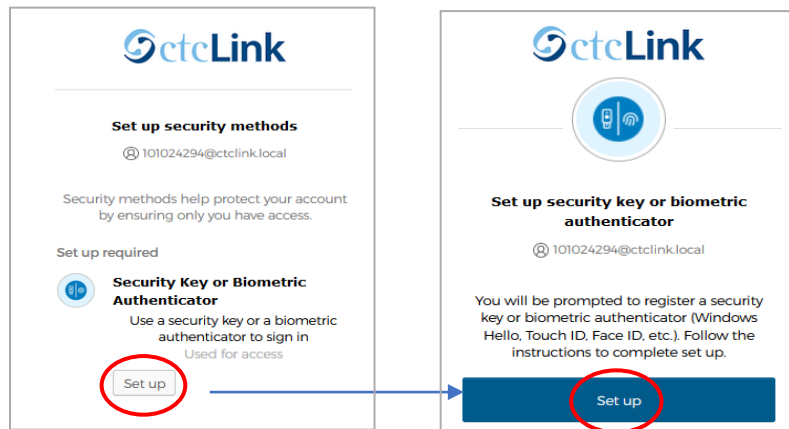 ctcLink
Set up security methods
101024294@ctclink.local
Security methods help protect your account
by ensuring only you have access.
Set up required
Security Key or Biometric
Authenticator
Use a security key or a biometric
authenticator to sign in
Used for access
Set up
ctcLink
Set up security key or biometric
authenticator
101024294@ctclink.local
You will be prompted to register a security
key or biometric authenticator (Windows
Hello, Touch ID, Face ID, etc.). Follow the
instructions to complete set up.
Set up